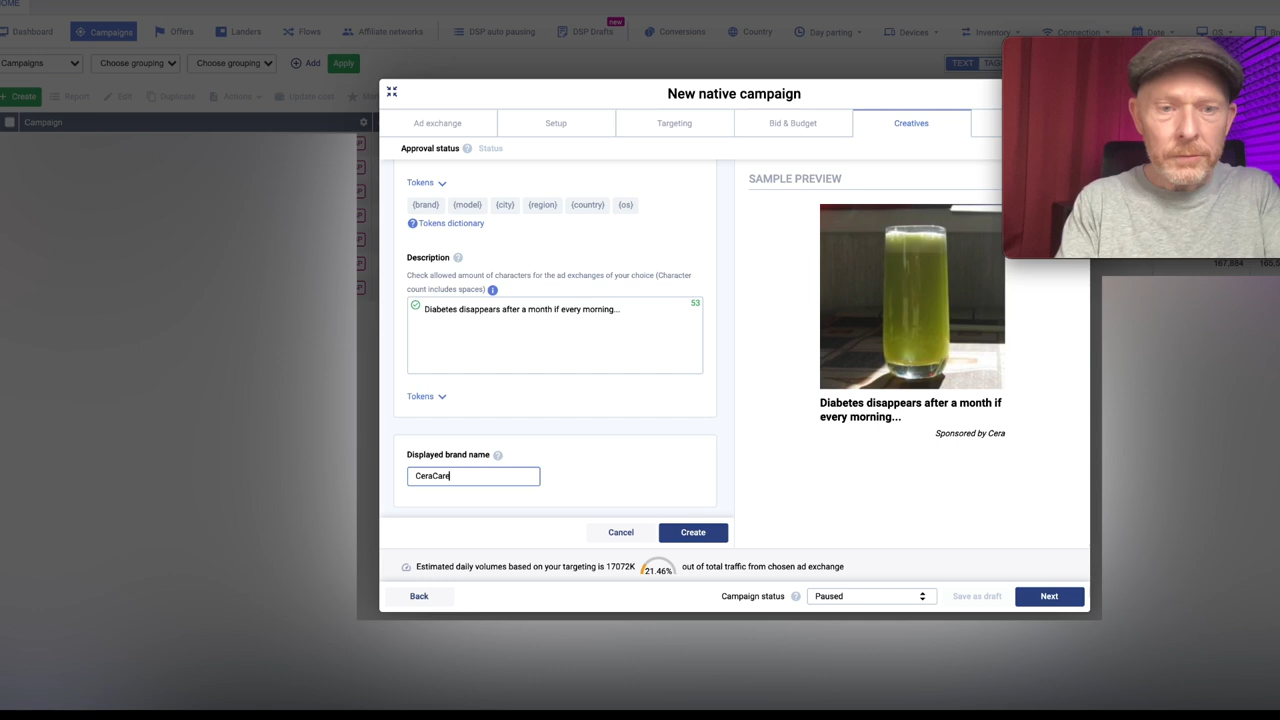 HOME
Dashboard
Campaigns
Offers
Landers
Flows
Affiliate networks
DSP auto pausing
DSP Drafts
new
Conversions
Country
Day parting
Devices
Inventory
Connection
Date
OS
Campaigns
Choose grouping
Choose grouping
Add
Apply
TEXT
Create
Report
Edit
Duplicate
Actions
Update cost
Campaign
167,884
New native campaign
Ad exchange
Setup
Targeting
Bid & Budget
Creatives
Approval status
Status
Tokens
{brand}
{model}
{city}
{region}
{country}
{os}
Tokens dictionary
Description
Check allowed amount of characters for the ad exchanges of your choice (Character
count includes spaces)
Diabetes disappears after a month if every morning...
53
Tokens
Displayed brand name
CeraCare
Cancel
Create
SAMPLE PREVIEW
Diabetes disappears after a month if
every morning...
Sponsored by Cera
Estimated daily volumes based on your targeting is 17072K
21.46%
out of total traffic from chosen ad exchange
Back
Campaign status
Paused
Save as draft
Next